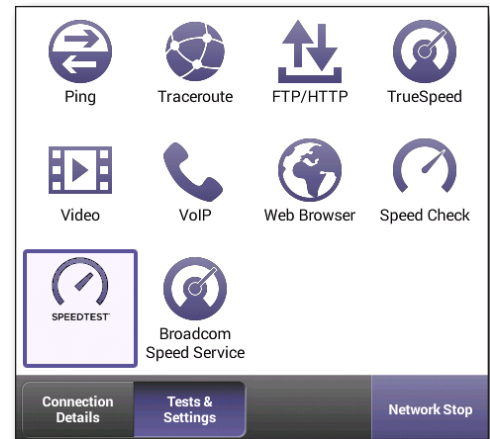 Ping
Traceroute
FTP/HTTP
TrueSpeed
Video
VoIP
Web Browser
Speed Check
SPEEDTEST
Broadcom
Speed Service
Connection
Details
Tests &
Settings
Network Stop